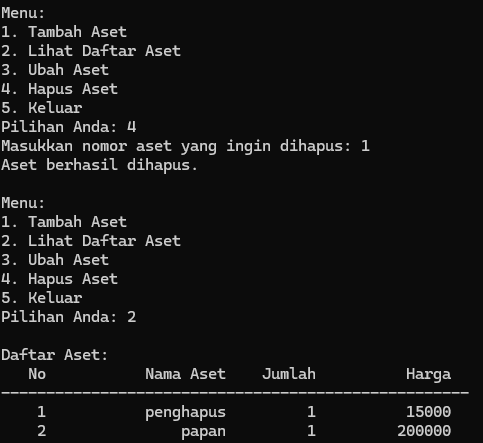 Menu:
1. Tambah Aset
2. Lihat Daftar Aset
3. Ubah Aset
4. Hapus Aset
5. Keluar
Pilihan Anda: 4
Masukkan nomor aset yang ingin dihapus: 1
Aset berhasil dihapus.

Menu:
1. Tambah Aset
2. Lihat Daftar Aset
3. Ubah Aset
4. Hapus Aset
5. Keluar
Pilihan Anda: 2

Daftar Aset:
   No           Nama Aset    Jumlah          Harga
----------------------------------------------------
    1           penghapus         1          15000
    2               papan         1         200000